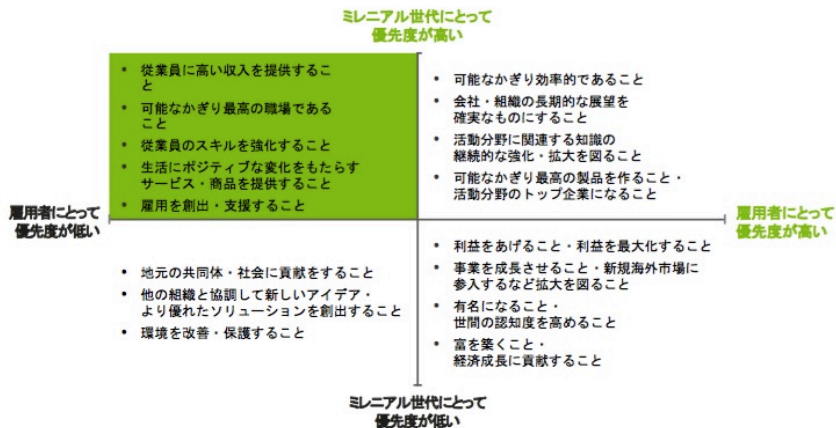 ミレニアル世代にとって
優先度が高い
• 従業員に高い収入を提供するこ
と
• 可能なかぎり最高の職場である
こと
• 従業員のスキルを強化すること
• 生活にポジティブな変化をもたらす
サービス・商品を提供すること
• 雇用を創出・支援すること
• 可能なかぎり効率的であること
• 会社・組織の長期的な展望を
確実なものにすること
• 活動分野に関連する知識の
継続的な強化・拡大を図ること
• 可能なかぎり最高の製品を作ること・
活動分野のトップ企業になること
雇用者にとって
優先度が低い
雇用者にとって
優先度が高い
• 地元の共同体・社会に貢献をすること
• 他の組織と協調して新しいアイデア・
より優れたソリューションを創出すること
• 環境を改善・保護すること
• 利益をあげること・利益を最大化すること
• 事業を成長させること・新規海外市場に
参入するなど拡大を図ること
• 有名になること・
世間の認知度を高めること
• 富を築くこと・
経済成長に貢献すること
ミレニアル世代にとって
優先度が低い